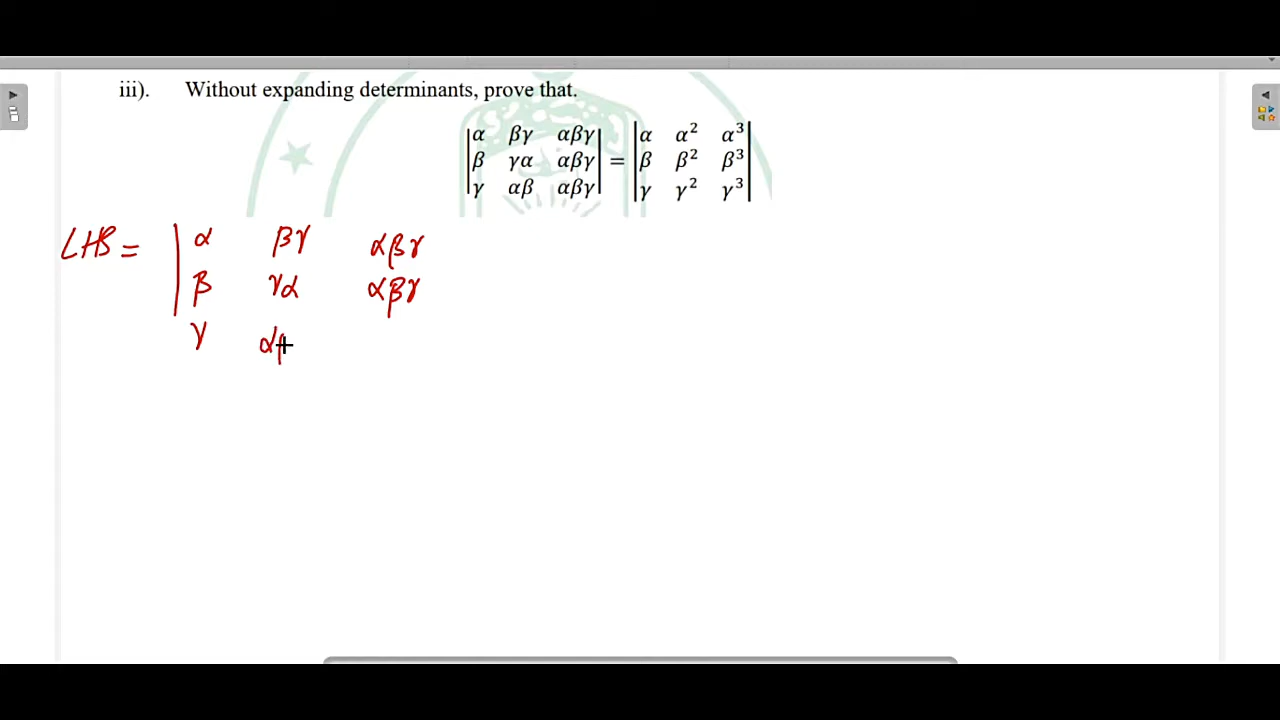 iii). Without expanding determinants, prove that.
|α βγ αβγ| |α α² α³|
|β γα αβγ| = |β β² β³|
|γ αβ αβγ| |γ γ² γ³|
LHS = | α βγ αβγ
| β γα αβγ
γ αβ